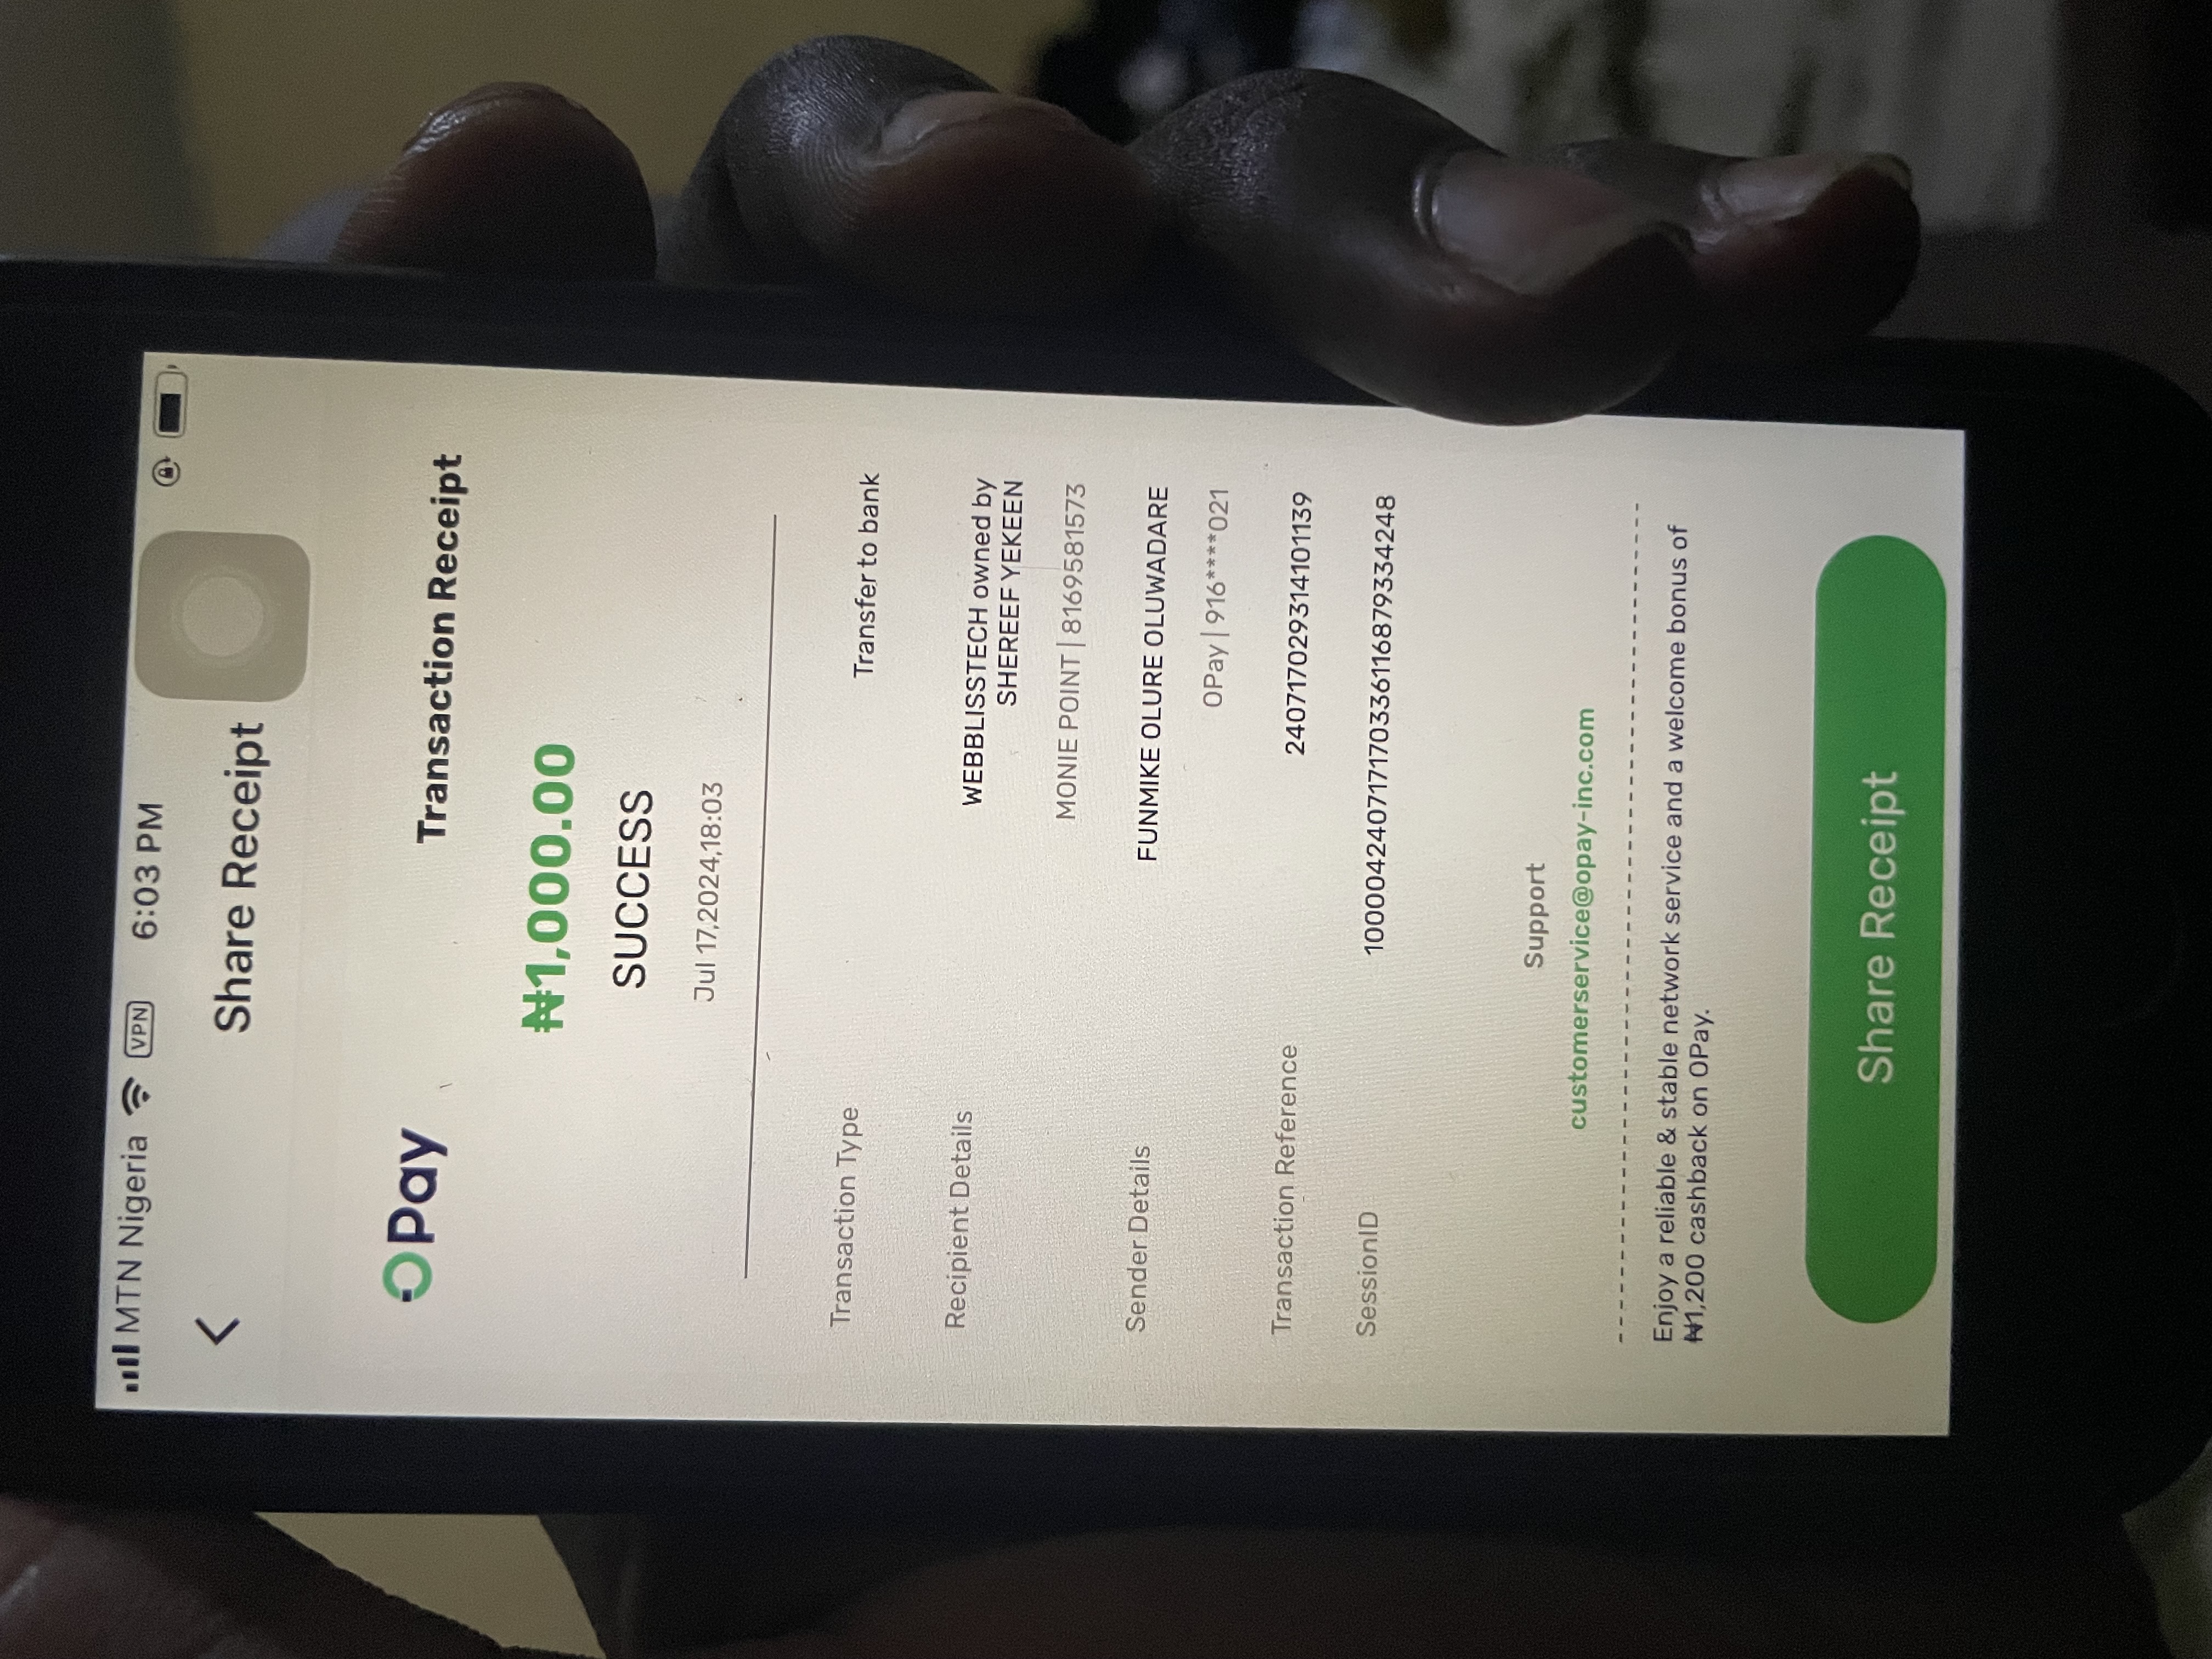 MTN Nigeria VPN 6:03 PM
Share Receipt
OPay
Transaction Receipt
₦1,000.00
SUCCESS
Jul 17,2024,18:03
Transaction Type
Transfer to bank
Recipient Details
WEBBLISSTECH owned by
SHEREEF YEKEEN
MONIE POINT | 8169581573
Sender Details
FUNMIKE OLURE OLUWADARE
OPay | 916****021
Transaction Reference
240717029314101139
SessionID
100004240717170336116879334248
Support
customerservice@opay-inc.com
Enjoy a reliable & stable network service and a welcome bonus of
₦1,200 cashback on OPay.
Share Receipt